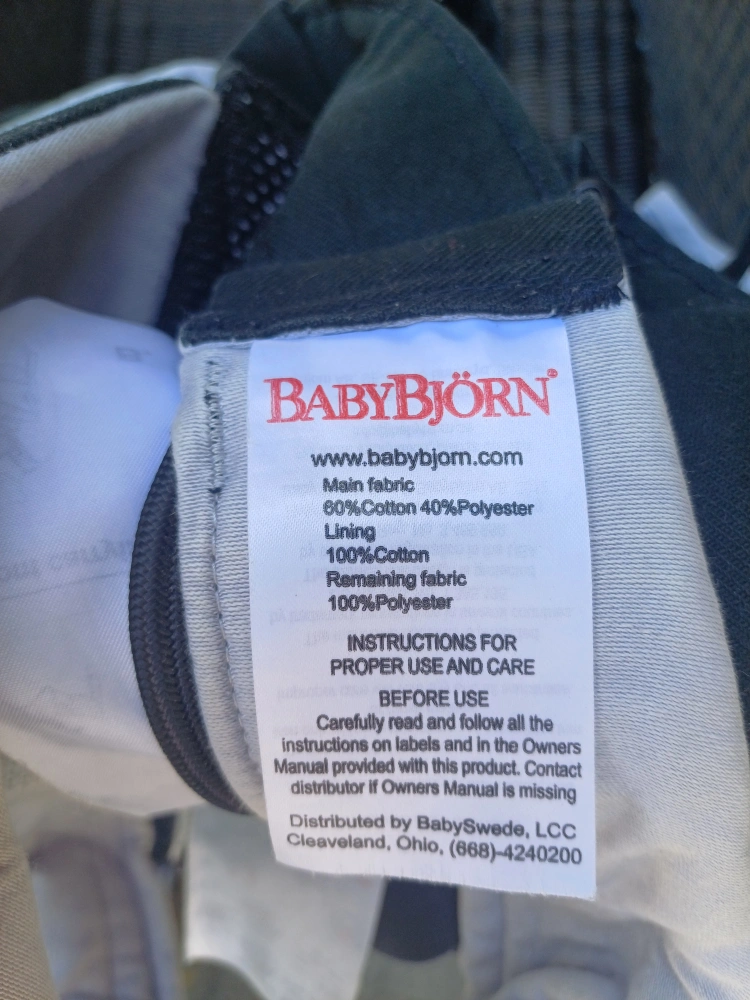 BABYBJÖRN®
www.babybjorn.com
Main fabric
60%Cotton 40%Polyester
Lining
100%Cotton
Remaining fabric
100%Polyester
INSTRUCTIONS FOR
PROPER USE AND CARE
BEFORE USE
Carefully read and follow all the
instructions on labels and in the Owners
Manual provided with this product. Contact
distributor if Owners Manual is missing
Distributed by BabySwede, LCC
Cleaveland, Ohio, (668)-4240200